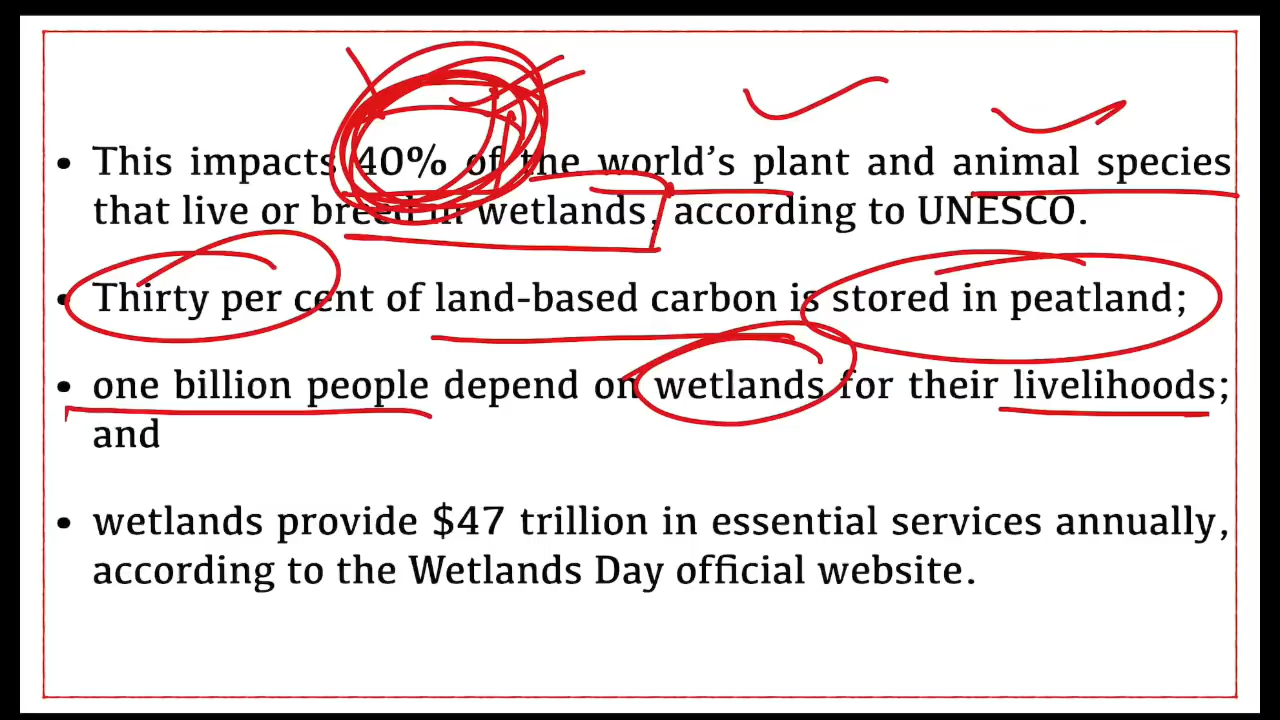 • This impacts 40% of the world's plant and animal species
that live or breed in wetlands, according to UNESCO.
• Thirty per cent of land-based carbon is stored in peatland;
• one billion people depend on wetlands for their livelihoods;
and
• wetlands provide $47 trillion in essential services annually,
according to the Wetlands Day official website.